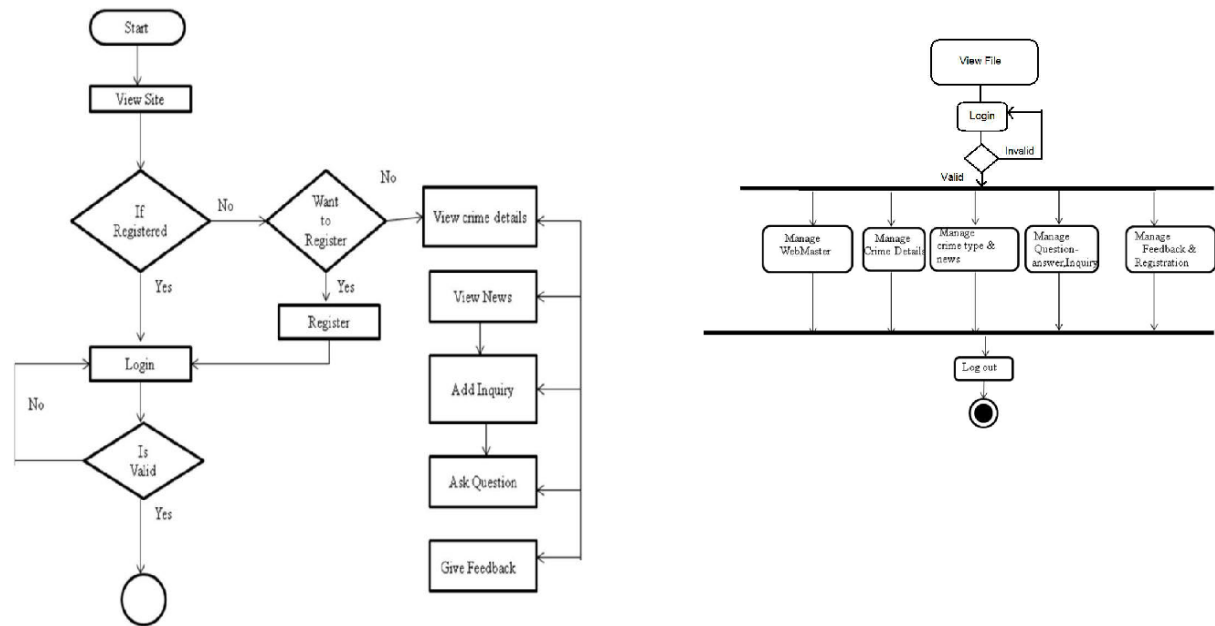 Start
View Site
If
Registered
No
Want
to
Register
No
View crime details
Yes
Yes
Register
View News
Login
Add Inquiry
No
Is
Valid
Ask Question
Yes
Give Feedback
View File
Login
Invalid
Valid
Manage
WebMaster
Manage
Crime Details
Manage
crime type &
news
Manage
Question-
answer,Inquiry
Manage
Feedback &
Registration
Log out